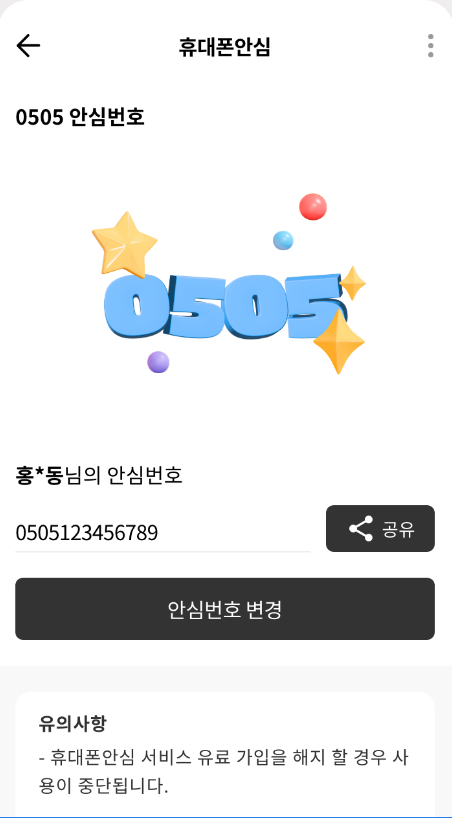 휴대폰안심
0505 안심번호
0505
홍*동님의 안심번호
0505123456789
공유
안심번호 변경
유의사항
- 휴대폰안심 서비스 유료 가입을 해지 할 경우 사
용이 중단됩니다.